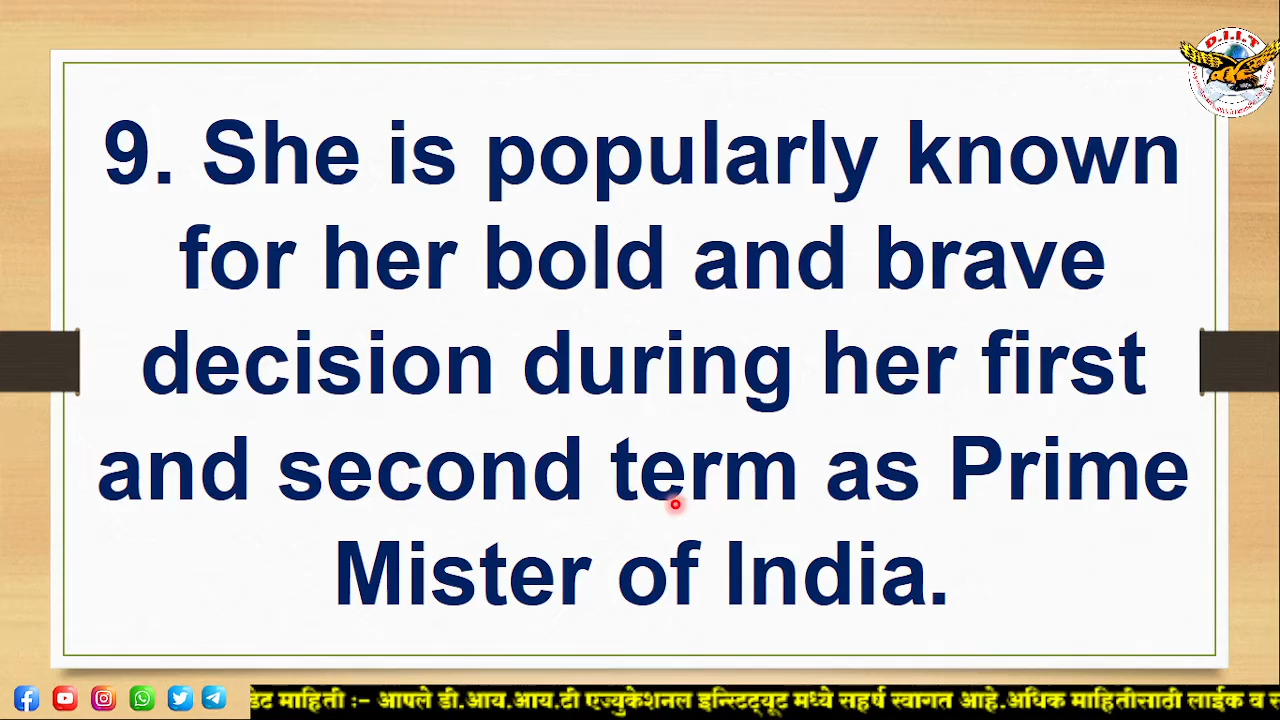 D.I.I.T
9. She is popularly known
for her bold and brave
decision during her first
and second term as Prime
Mister of India.
माहिती :- आपले डी.आय.आय.टी एज्युकेशनल इन्स्टिट्यूट मध्ये सहर्ष स्वागत आहे.अधिक माहितीसाठी लाईक व